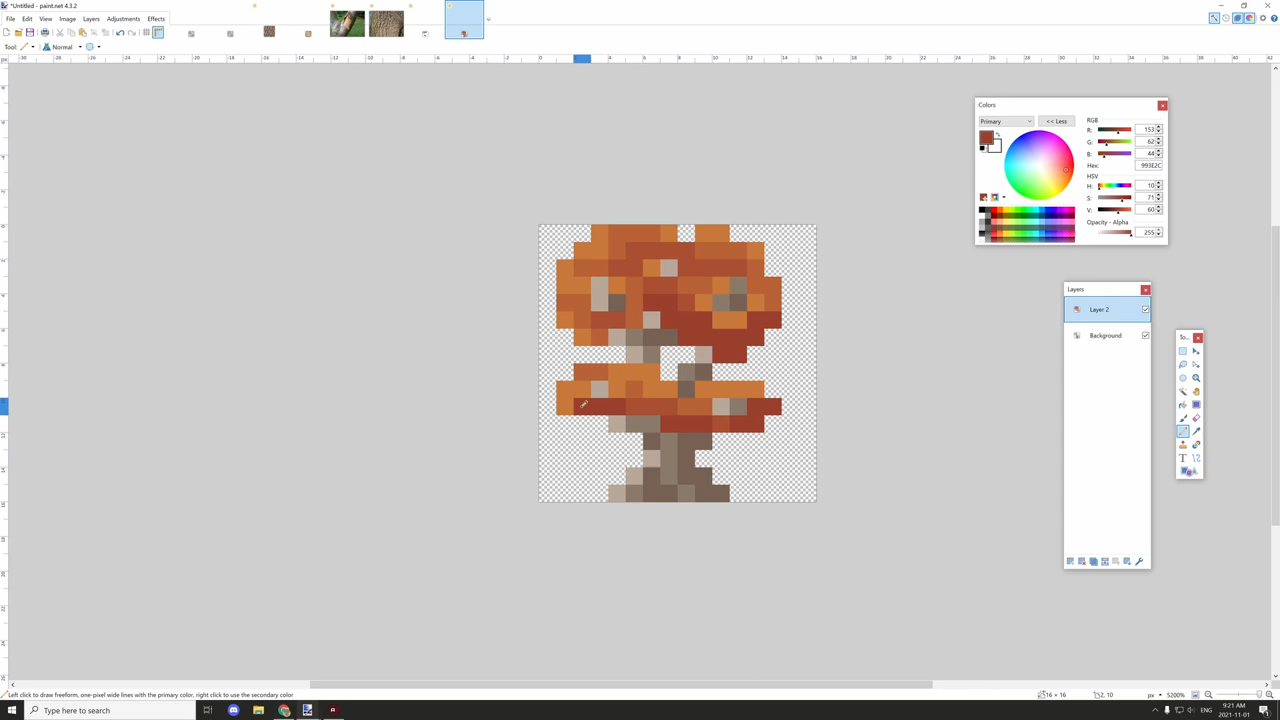 *Untitled - paint.net 4.3.2
File Edit View Image Layers Adjustments Effects
Tool: Normal
px
Colors
Primary
<< Less
RGB
R: 153
G: 62
B: 44
Hex: 993E2C
HSV
H: 10
S: 71
V: 60
Opacity - Alpha
255
Layers
Layer 2
Background
To...
T
Left click to draw freeform, one-pixel wide lines with the primary color, right click to use the secondary color
16 × 16
2, 10
px
5200%
Type here to search
ENG
9:21 AM
2021-11-01